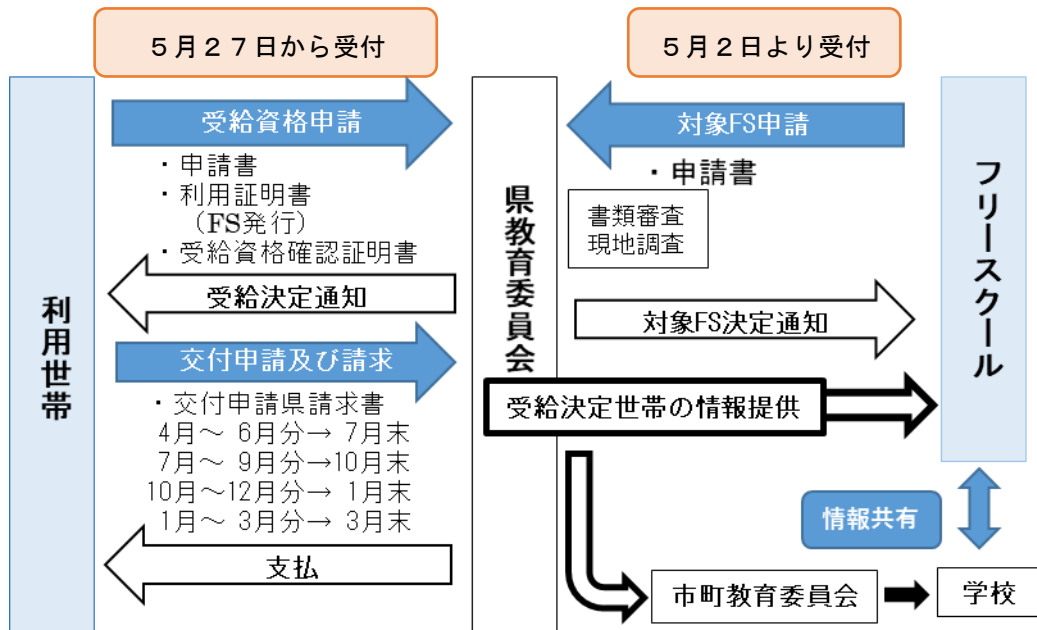 ５月２７日から受付
５月２日より受付
利用世帯
県教育委員会
フリースクール
受給資格申請
・申請書
・利用証明書
（FS発行）
・受給資格確認証明書
受給決定通知
交付申請及び請求
・交付申請県請求書
4月～ 6月分→ 7月末
7月～ 9月分→10月末
10月～12月分→ 1月末
1月～ 3月分→ 3月末
支払
対象FS申請
・申請書
書類審査
現地調査
対象FS決定通知
受給決定世帯の情報提供
情報共有
市町教育委員会
学校